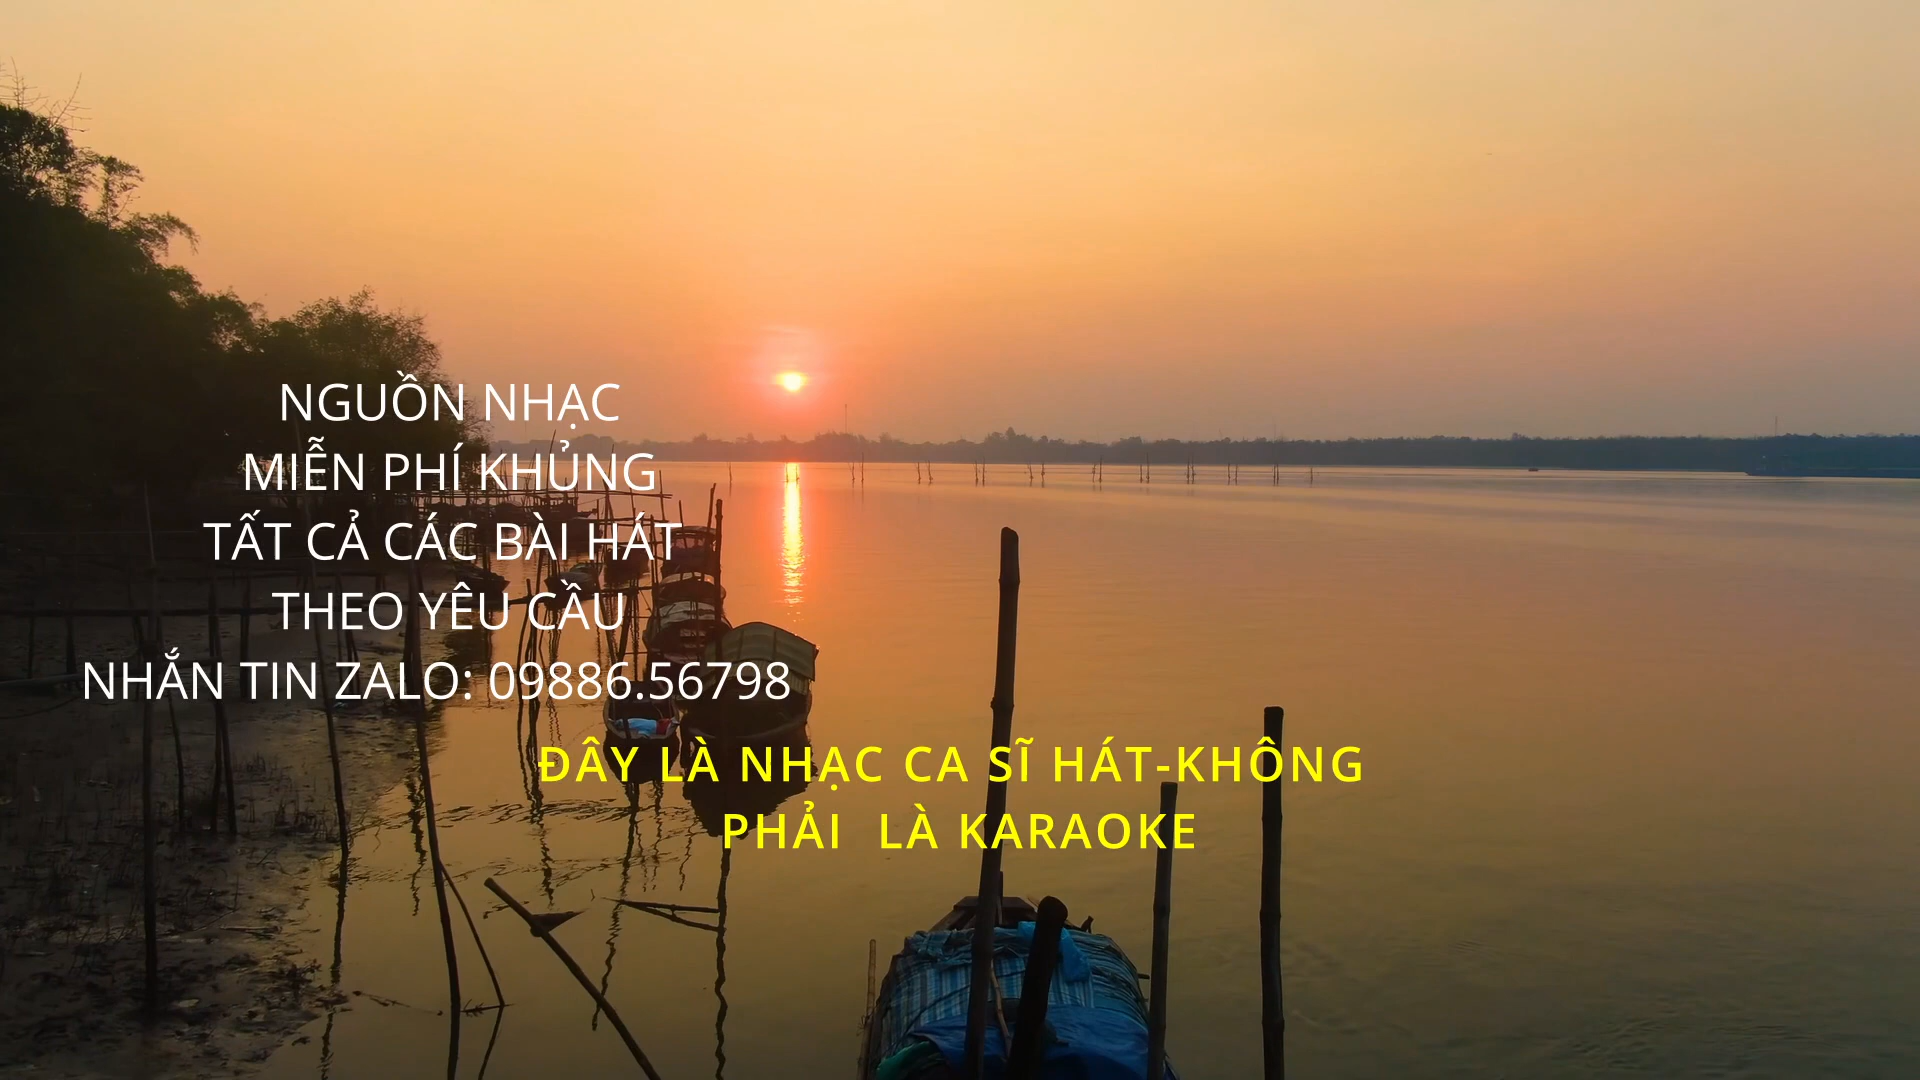 NGUỒN NHẠC
MIỄN PHÍ KHỦNG
TẤT CẢ CÁC BÀI HÁT
THEO YÊU CẦU
NHẮN TIN ZALO: 09886.56798
ĐÂY LÀ NHẠC CA SĨ HÁT-KHÔNG
PHẢI  LÀ KARAOKE